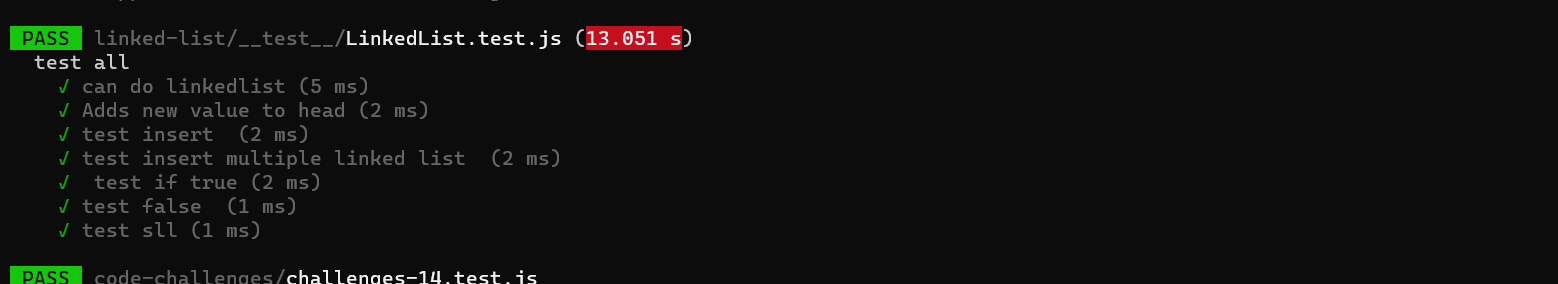 PASS linked-list/__test__/LinkedList.test.js (13.051 s)
test all
√ can do linkedlist (5 ms)
√ Adds new value to head (2 ms)
√ test insert  (2 ms)
√ test insert multiple linked list  (2 ms)
√  test if true (2 ms)
√ test false  (1 ms)
√ test sll (1 ms)
PASS code-challenges/challenges-14.test.js